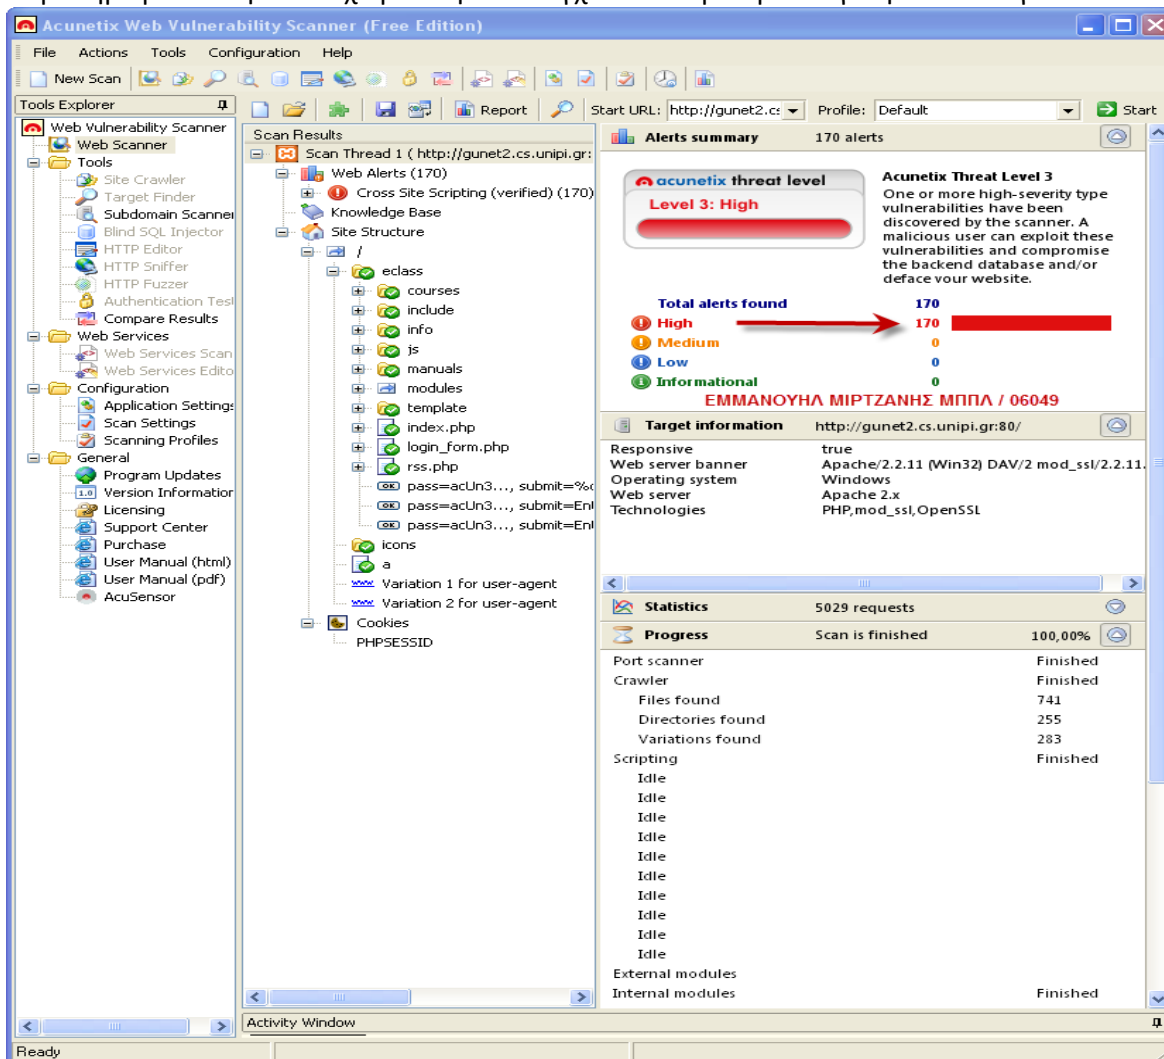 Acunetix Web Vulnerability Scanner (Free Edition)
File Actions Tools Configuration Help
New Scan
Tools Explorer
Report
Start URL: http://gunet2.cs
Profile: Default
Start
Web Vulnerability Scanner
Web Scanner
Tools
Site Crawler
Target Finder
Subdomain Scanner
Blind SQL Injector
HTTP Editor
HTTP Sniffer
HTTP Fuzzer
Authentication Test
Compare Results
Web Services
Web Services Scan
Web Services Edito
Configuration
Application Settings
Scan Settings
Scanning Profiles
General
Program Updates
Version Information
Licensing
Support Center
Purchase
User Manual (html)
User Manual (pdf)
AcuSensor
Scan Results
Scan Thread 1 ( http://gunet2.cs.unipi.gr:
Web Alerts (170)
Cross Site Scripting (verified) (170)
Knowledge Base
Site Structure
/
eclass
courses
include
info
js
manuals
modules
template
index.php
login_form.php
rss.php
pass=acUn3..., submit=%
pass=acUn3..., submit=En
pass=acUn3..., submit=En
icons
a
Variation 1 for user-agent
Variation 2 for user-agent
Cookies
PHPSESSID
Alerts summary 170 alerts
acunetix threat level
Level 3: High
Acunetix Threat Level 3
One or more high-severity type
vulnerabilities have been
discovered by the scanner. A
malicious user can exploit these
vulnerabilities and compromise
the backend database and/or
deface your website.
Total alerts found 170
High 170
Medium 0
Low 0
Informational 0
ΕΜΜΑΝΟΥΗΛ ΜΙΡΤΖΑΝΗΣ ΜΠΠΛ / 06049
Target information http://gunet2.cs.unipi.gr:80/
Responsive true
Web server banner Apache/2.2.11 (Win32) DAV/2 mod_ssl/2.2.11.
Operating system Windows
Web server Apache 2.x
Technologies PHP,mod_ssl,OpenSSL
Statistics 5029 requests
Progress Scan is finished 100,00%
Port scanner Finished
Crawler Finished
Files found 741
Directories found 255
Variations found 283
Scripting Finished
Idle
Idle
Idle
Idle
Idle
Idle
Idle
Idle
Idle
Idle
External modules
Internal modules Finished
Activity Window
Ready